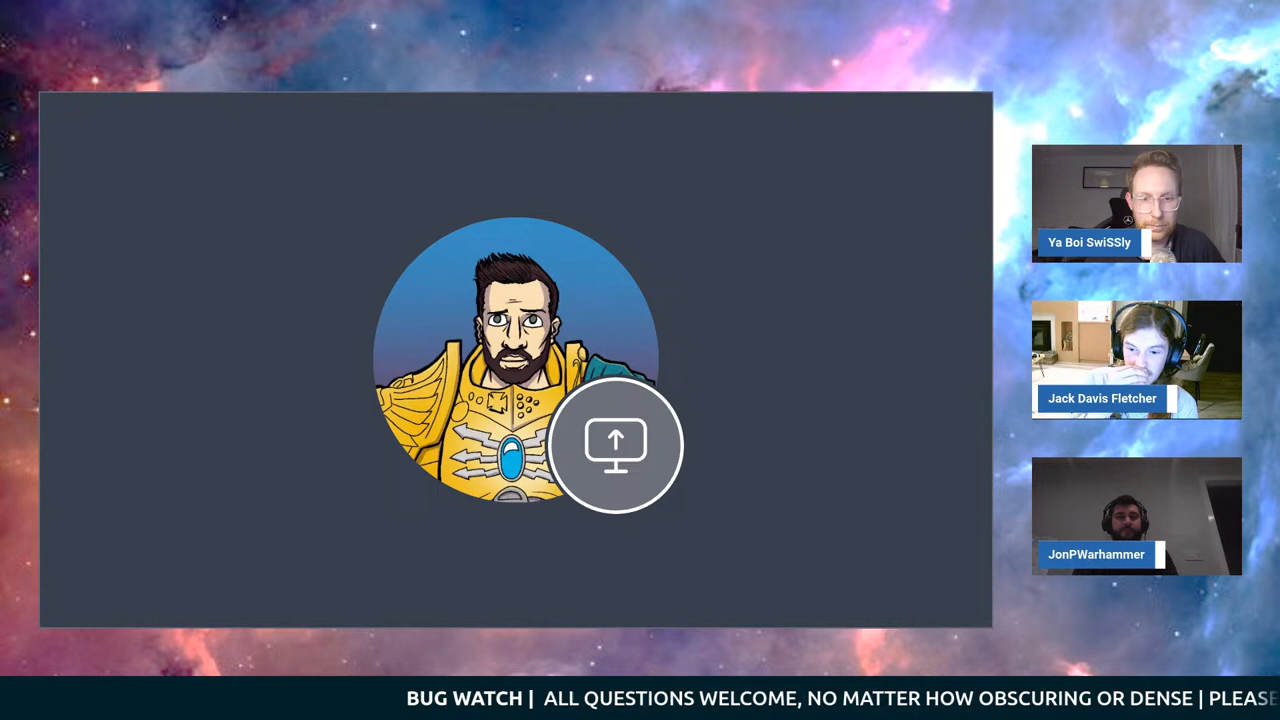 Ya Boi SwiSSly
Jack Davis Fletcher
JonPWarhammer
BUG WATCH | ALL QUESTIONS WELCOME, NO MATTER HOW OBSCURING OR DENSE | PLEASE